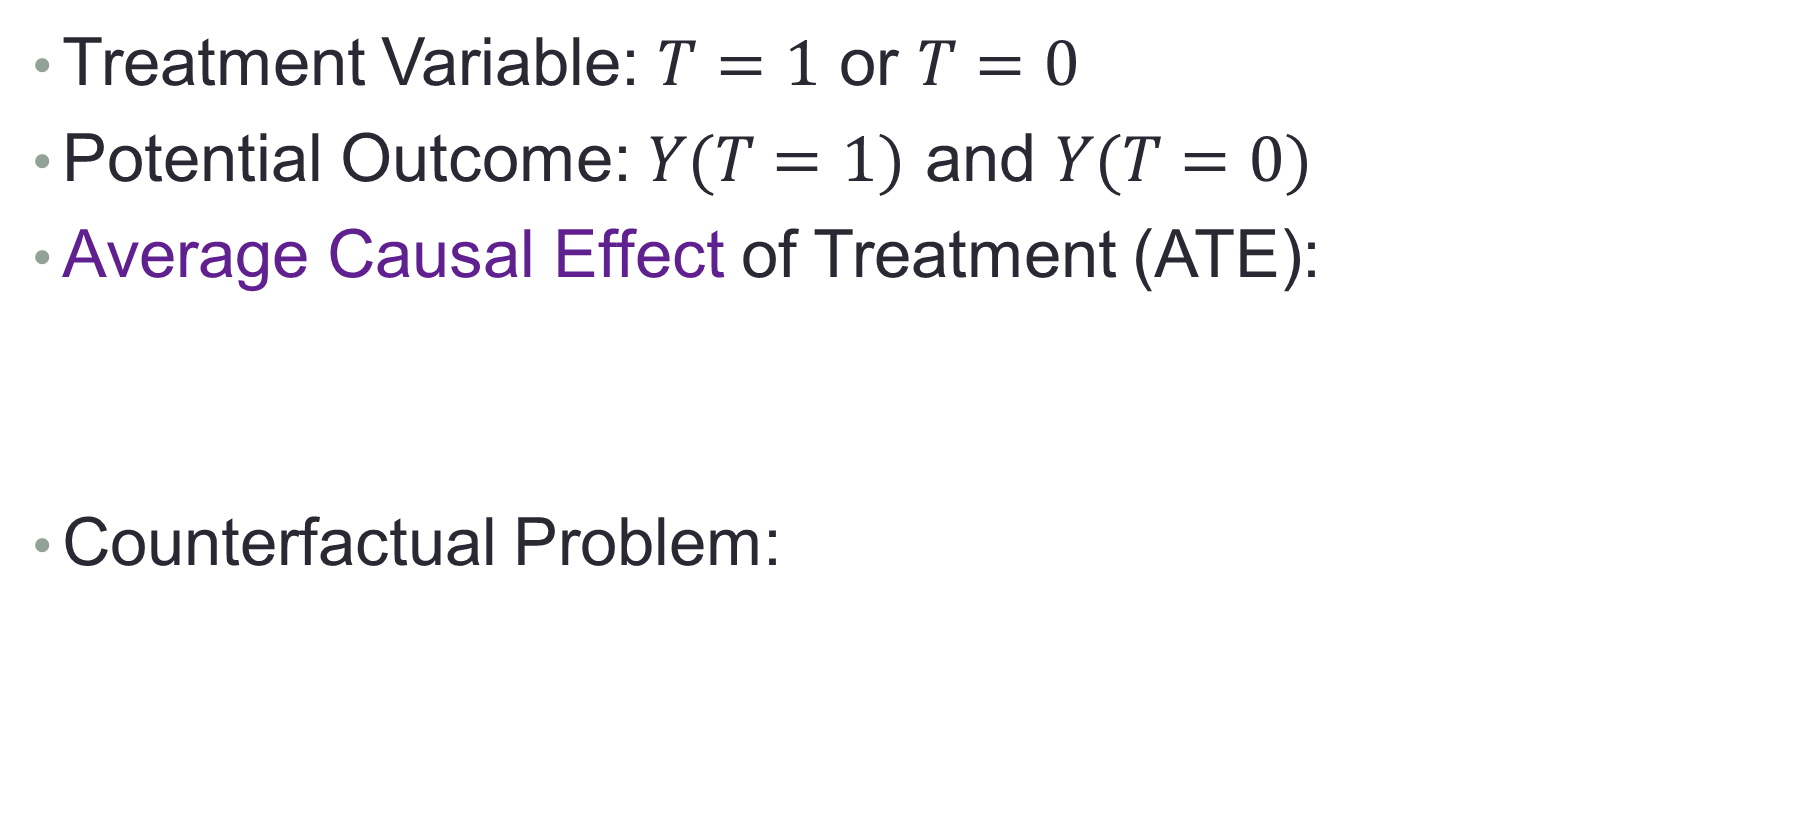 • Treatment Variable: 𝑇 = 1 or 𝑇 = 0
• Potential Outcome: 𝑌(𝑇 = 1) and 𝑌(𝑇 = 0)
• Average Causal Effect of Treatment (ATE):
• Counterfactual Problem: